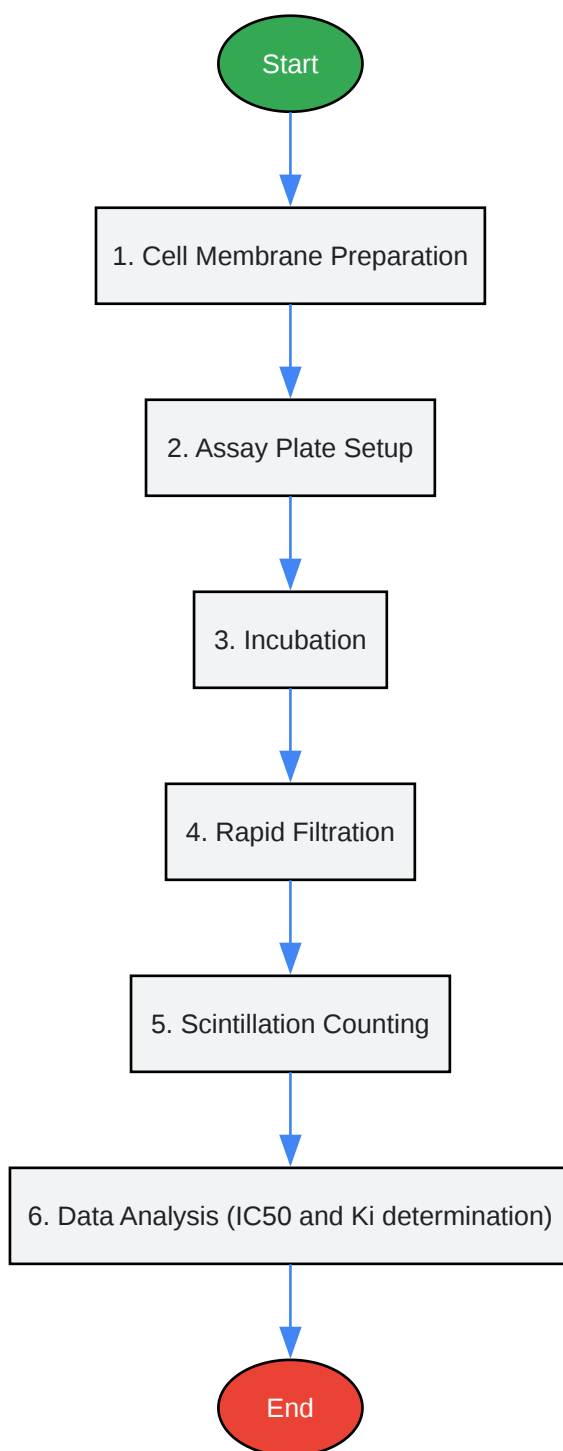 Start
1. Cell Membrane Preparation
2. Assay Plate Setup
3. Incubation
4. Rapid Filtration
5. Scintillation Counting
6. Data Analysis (IC50 and Ki determination)
End